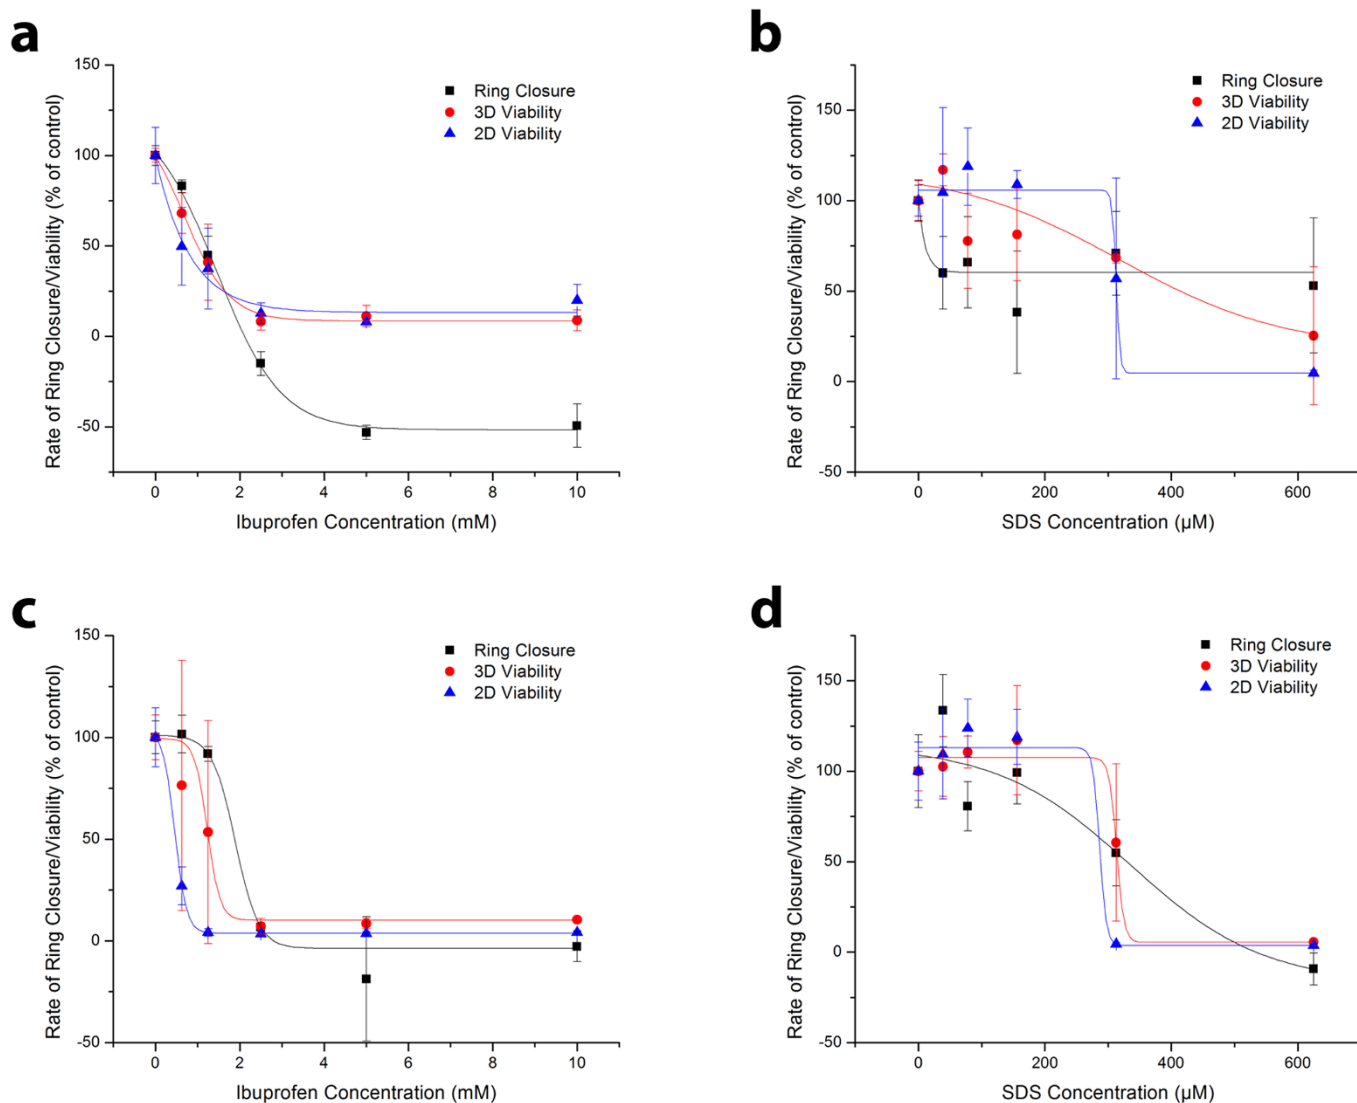 a
150
100
50
0
-50
0
2
4
6
8
10
Rate of Ring Closure/Viability (% of control)
Ibuprofen Concentration (mM)
Ring Closure
3D Viability
2D Viability
b
150
100
50
0
-50
0
200
400
600
Rate of Ring Closure/Viability (% of control)
SDS Concentration (μM)
Ring Closure
3D Viability
2D Viability
c
150
100
50
0
-50
0
2
4
6
8
10
Rate of Ring Closure/Viability (% of control)
Ibuprofen Concentration (mM)
Ring Closure
3D Viability
2D Viability
d
150
100
50
0
-50
0
200
400
600
Rate of Ring Closure/Viability (% of control)
SDS Concentration (μM)
Ring Closure
3D Viability
2D Viability